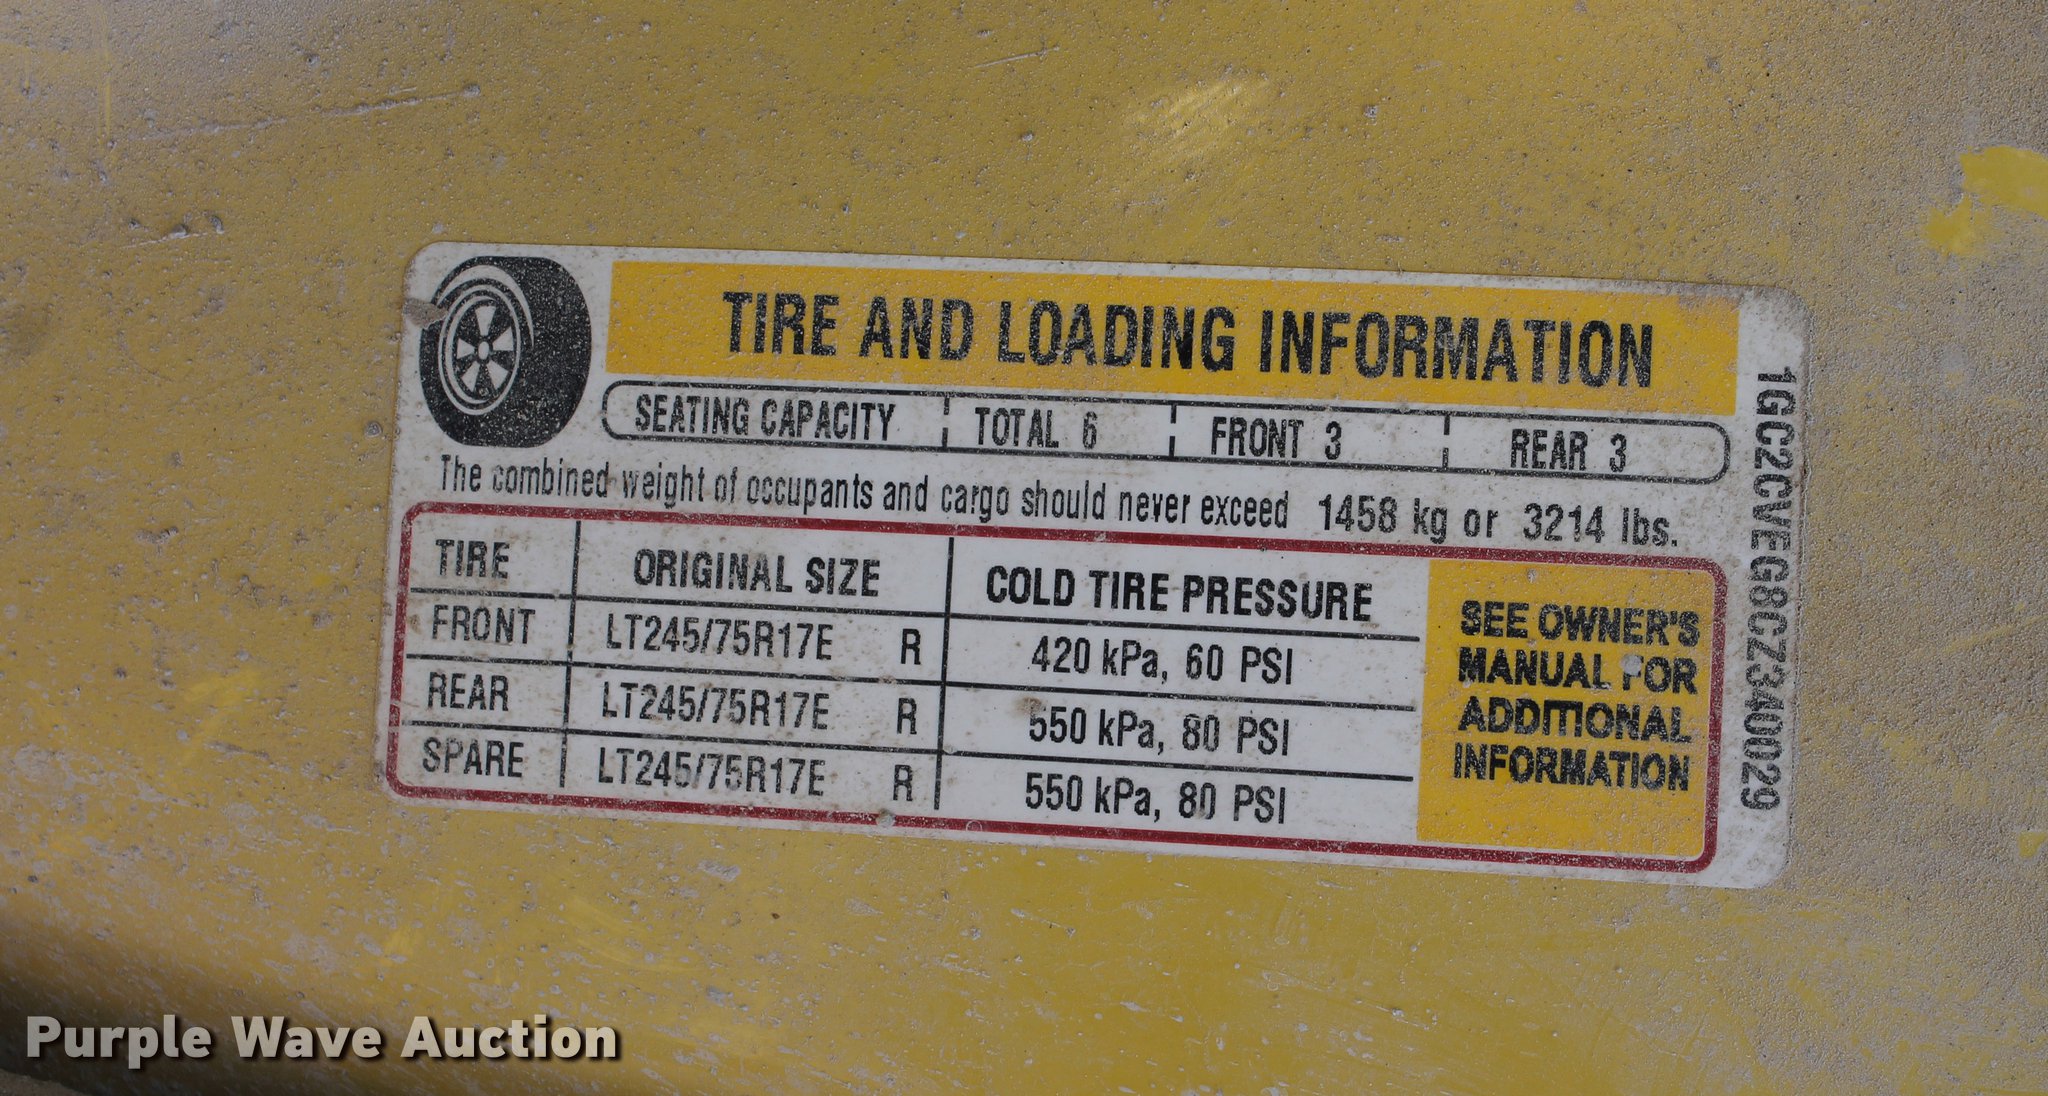 TIRE AND LOADING INFORMATION
SEATING CAPACITY TOTAL 6 FRONT 3 REAR 3
The combined weight of occupants and cargo should never exceed 1458 kg or 3214 lbs.
TIRE ORIGINAL SIZE COLD TIRE PRESSURE
FRONT LT245/75R17E R 420 kPa, 60 PSI
REAR LT245/75R17E R 550 kPa, 80 PSI
SPARE LT245/75R17E R 550 kPa, 80 PSI
SEE OWNER'S
MANUAL FOR
ADDITIONAL
INFORMATION
1GC2CVEG8CZ340029
Purple Wave Auction